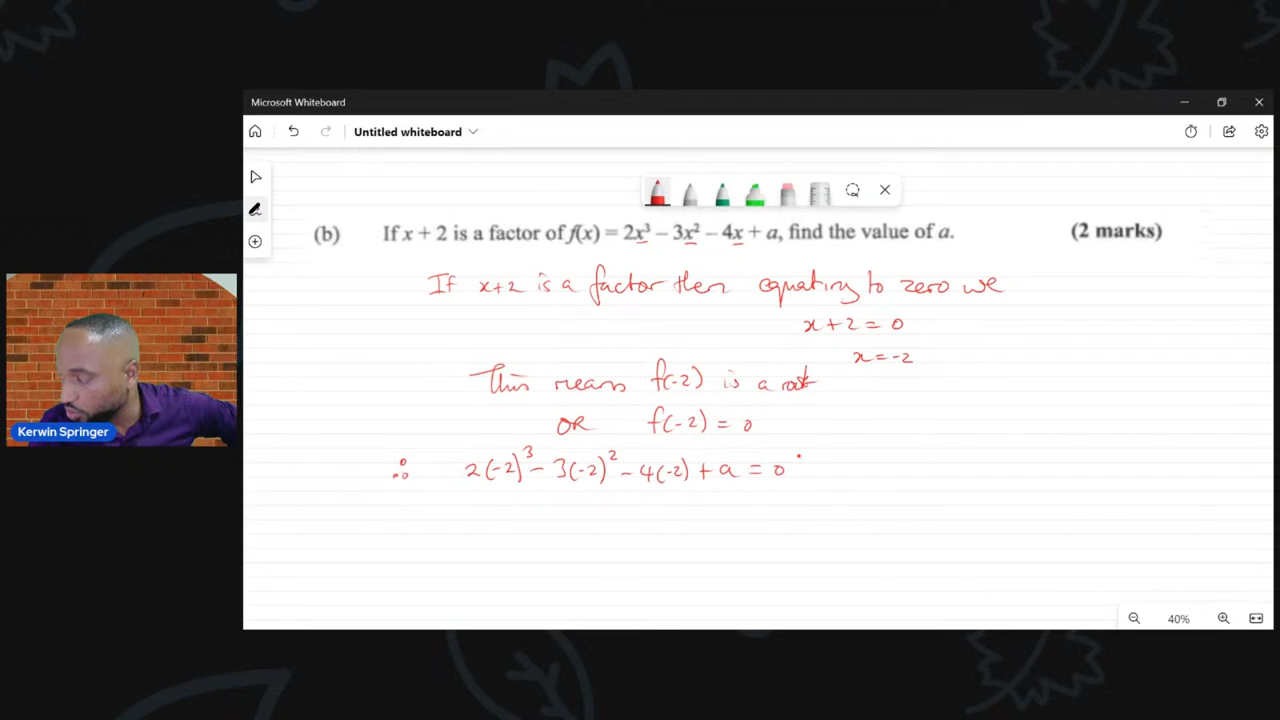 Microsoft Whiteboard
Untitled whiteboard
(b) If x + 2 is a factor of f(x) = 2x³ – 3x² – 4x + a, find the value of a. (2 marks)
If x+2 is a factor then equating to zero we
x + 2 = 0
x = -2
This means f(-2) is a root
OR f(-2) = 0
∴ 2(-2)³ - 3(-2)² - 4(-2) + a = 0
Kerwin Springer
40%